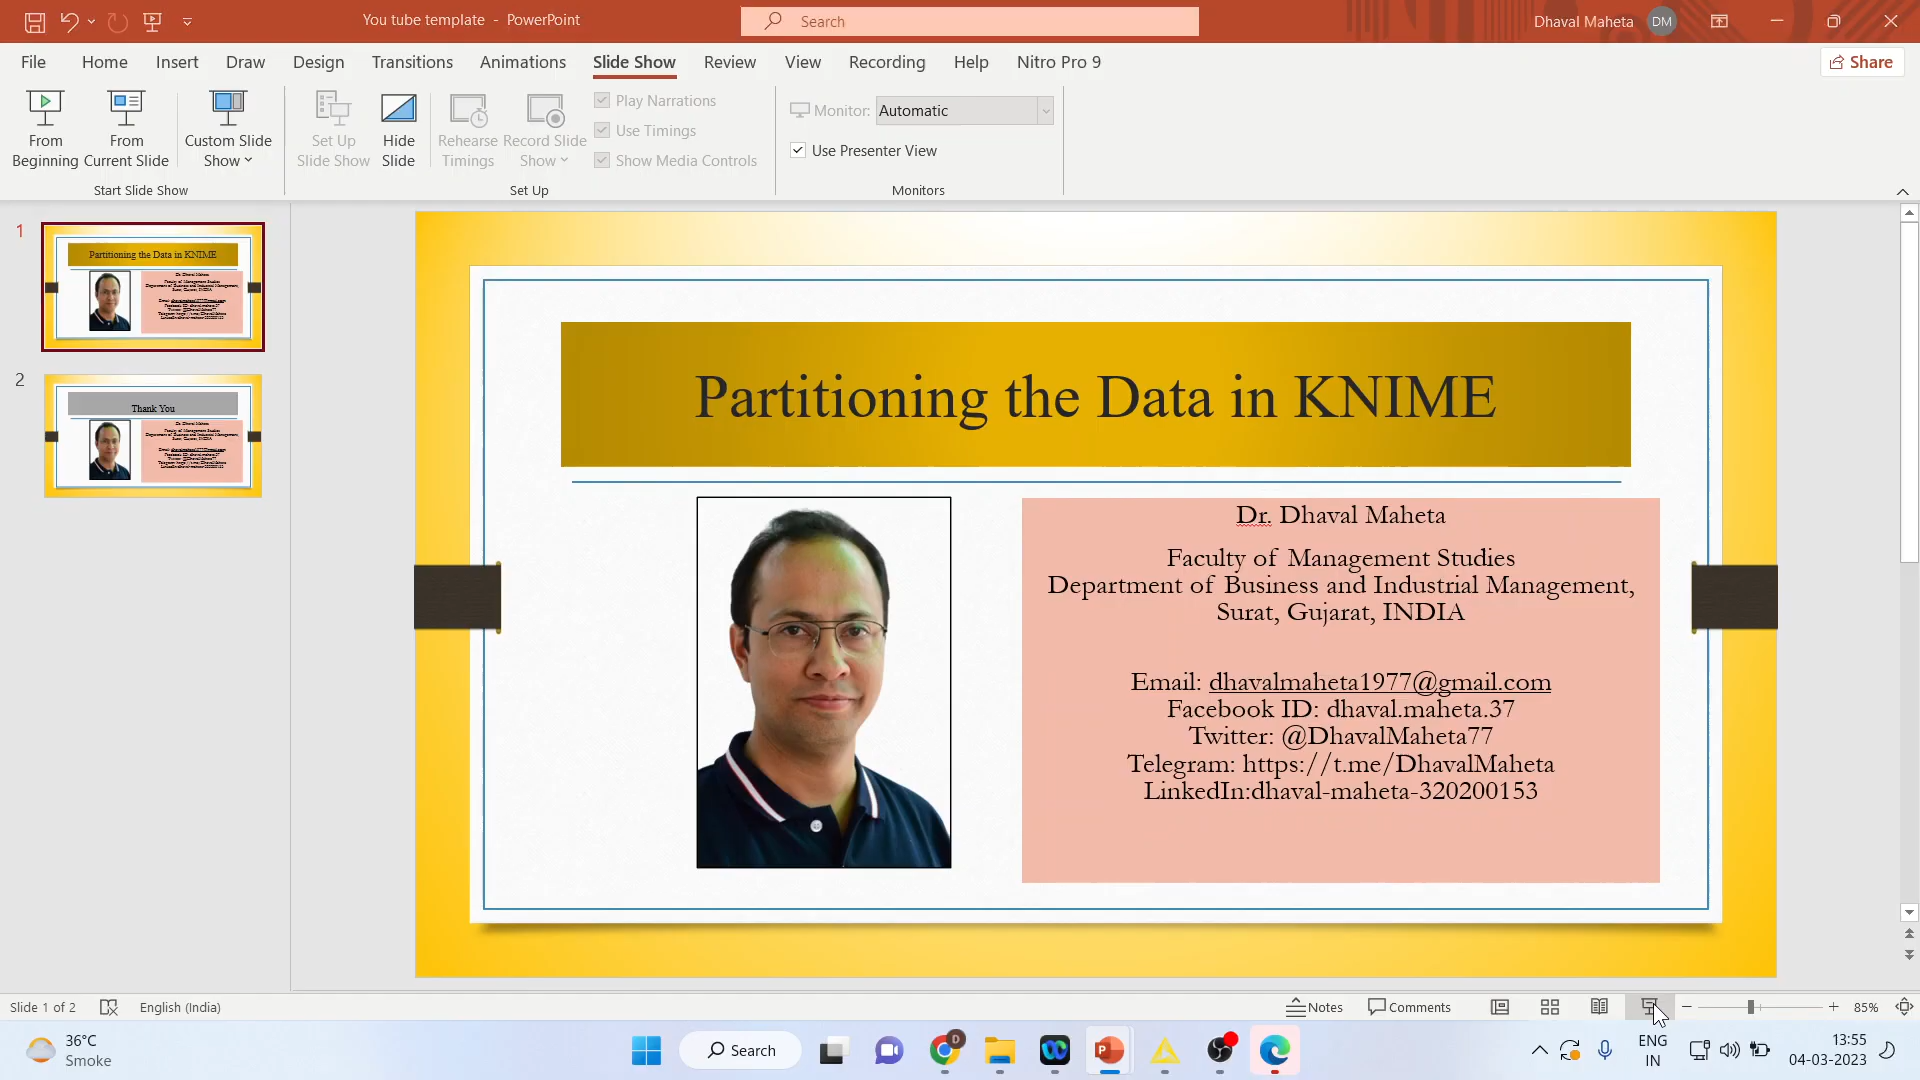 You tube template - PowerPoint
Search
Dhaval Maheta
DM
File
Home
Insert
Draw
Design
Transitions
Animations
Slide Show
Review
View
Recording
Help
Nitro Pro 9
Share
From Beginning
From Current Slide
Custom Slide Show
Set Up Slide Show
Hide Slide
Rehearse Timings
Record Slide Show
Play Narrations
Use Timings
Show Media Controls
Monitor:
Automatic
Use Presenter View
Start Slide Show
Set Up
Monitors
1
Partitioning the Data in KNIME
2
Thank You
Partitioning the Data in KNIME
Dr. Dhaval Maheta
Faculty of Management Studies
Department of Business and Industrial Management,
Surat, Gujarat, INDIA
Email: dhavalmaheta1977@gmail.com
Facebook ID: dhaval.maheta.37
Twitter: @DhavalMaheta77
Telegram: https://t.me/DhavalMaheta
LinkedIn:dhaval-maheta-320200153
Slide 1 of 2
English (India)
Notes
Comments
85%
36°C
Smoke
Search
D
ENG
IN
13:55
04-03-2023